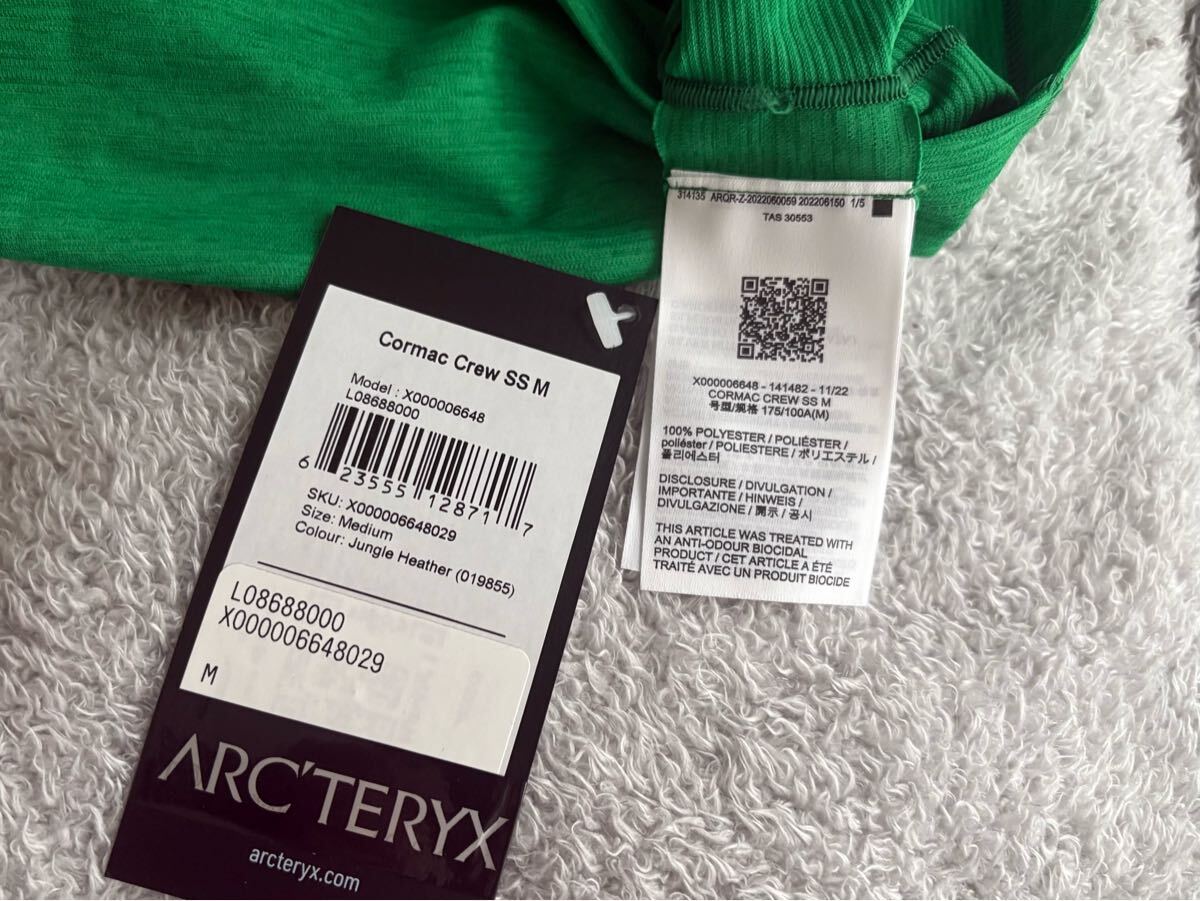 Cormac Crew SS M
Model : X000006648
L08688000
6 23555 12871 7
SKU: X000006648029
Size: Medium
Colour: Jungle Heather (019855)
L08688000
X000006648029
M
ARC'TERYX
arcteryx.com
314135 ARQR-Z-2022060059 202206150 1/5
TAS 30553
X000006648 - 141482 - 11/22
CORMAC CREW SS M
号型/规格 175/100A(M)
100% POLYESTER / POLIÉSTER /
poliéster / POLIESTERE / ポリエステル /
폴리에스터
DISCLOSURE / DIVULGATION /
IMPORTANTE / HINWEIS /
DIVULGAZIONE / 開示 / 공시
THIS ARTICLE WAS TREATED WITH
AN ANTI-ODOUR BIOCIDAL
PRODUCT / CET ARTICLE A ÉTÉ
TRAITÉ AVEC UN PRODUIT BIOCIDE